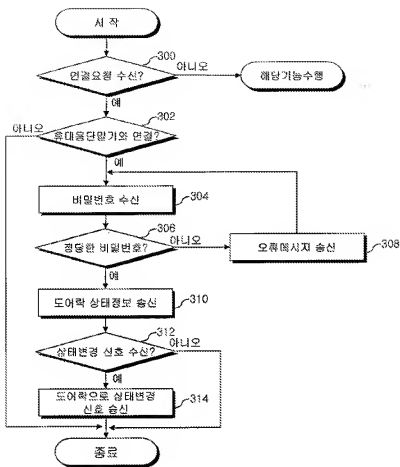 시 작
300
연결요청 수신?
아니오
해당기능수행
예
302
아니오
휴대용단말기와 연결?
예
비밀번호 수신
304
306
정당한 비밀번호?
아니오
오류메시지 송신
308
예
도어락 상태정보 송신
310
312
상태변경 신호 수신?
아니오
예
도어락으로 상태변경
신호 송신
314
종료